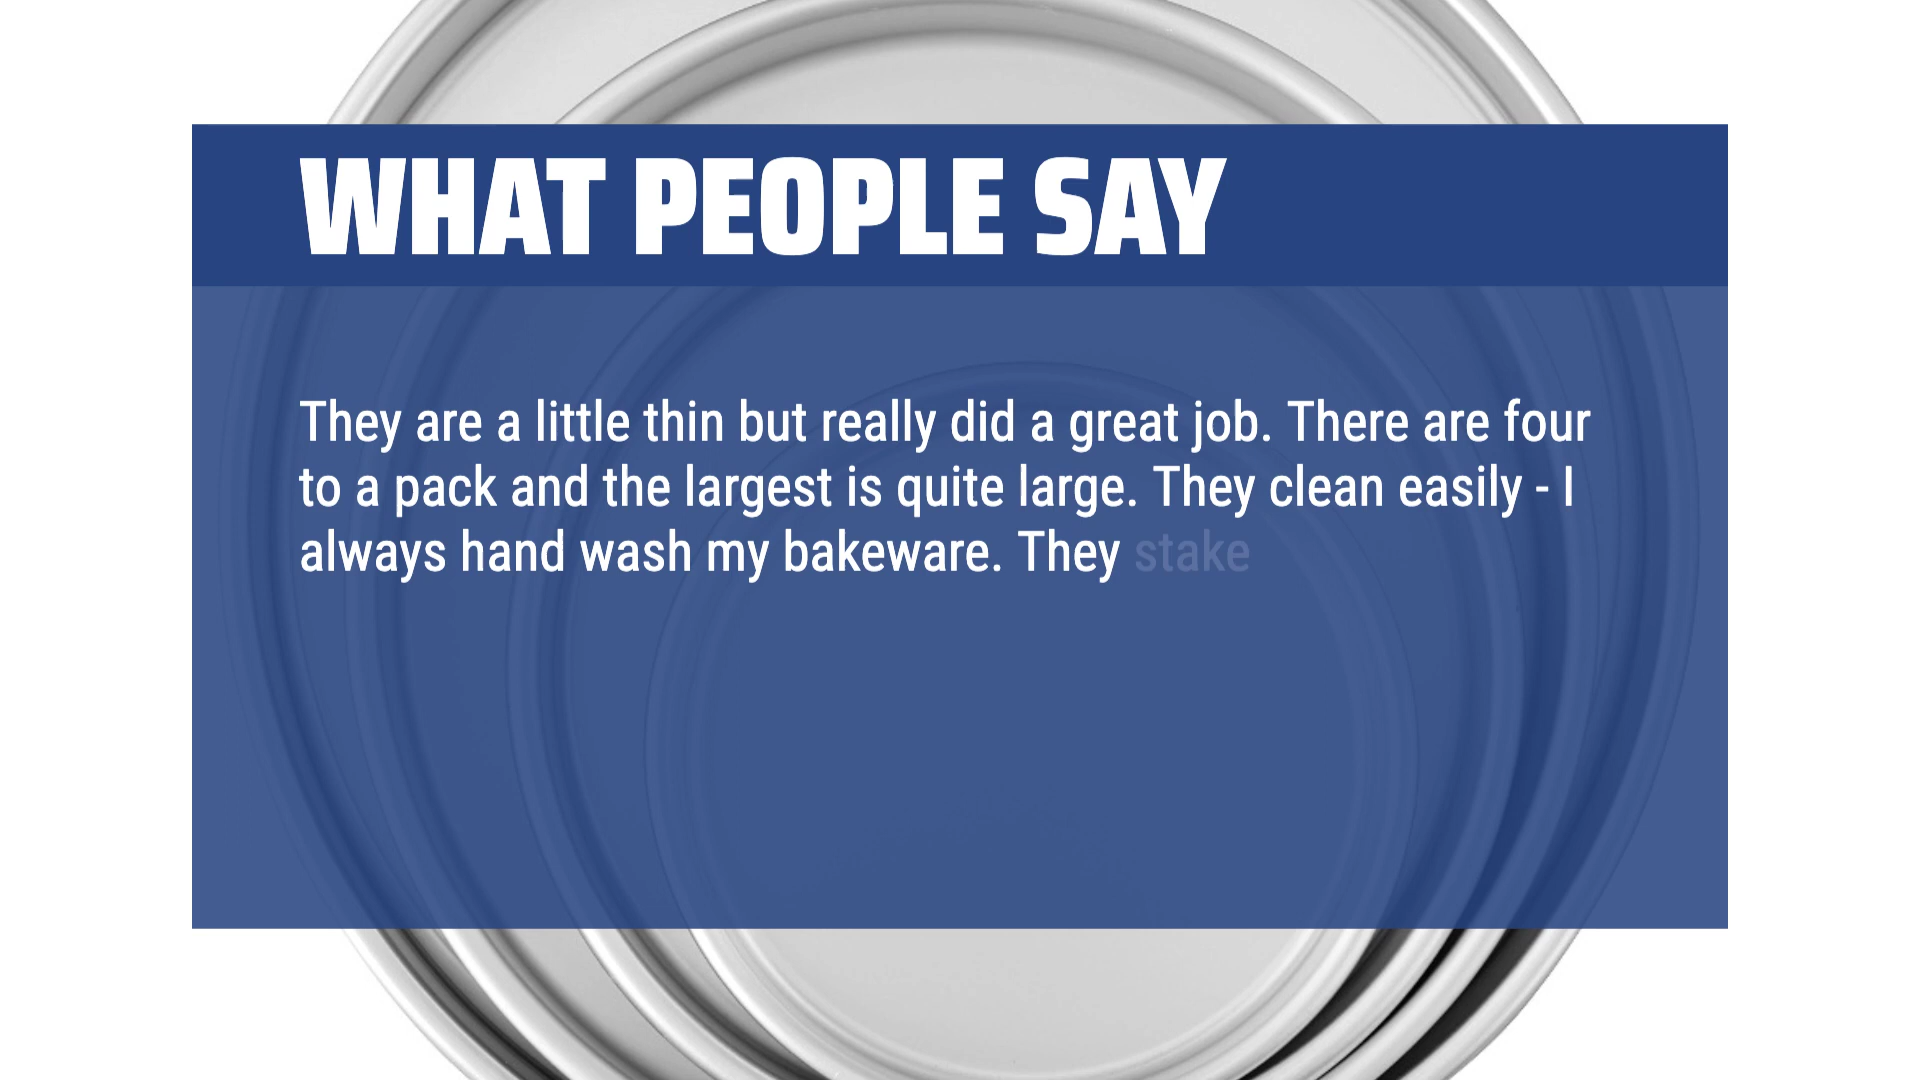 WHAT PEOPLE SAY
They are a little thin but really did a great job. There are four
to a pack and the largest is quite large. They clean easily - I
always hand wash my bakeware. They stake